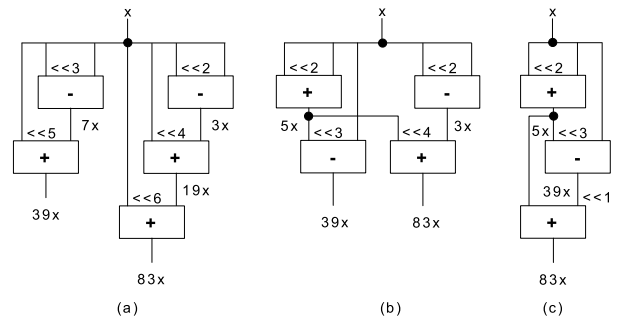 x
<<3
-
7x
<<5
+
39x
<<2
-
3x
<<4
+
19x
<<6
+
83x
(a)
x
<<2
+
5x
<<3
-
39x
<<2
-
3x
<<4
+
83x
(b)
x
<<2
+
5x
<<3
-
39x
<<1
+
83x
(c)